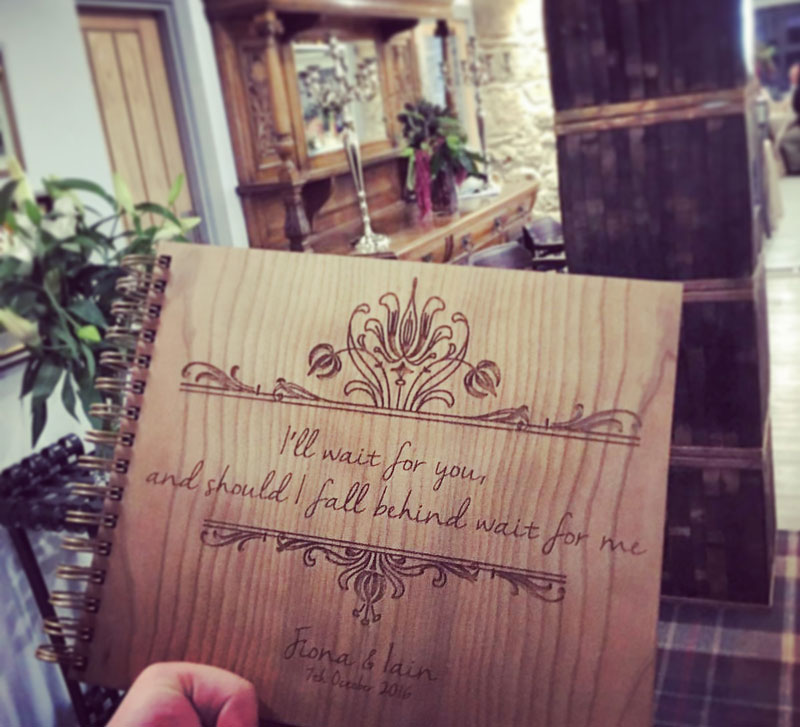 I'll wait for you,
and should I fall behind wait for me
Fiona & Iain
7th October 2016